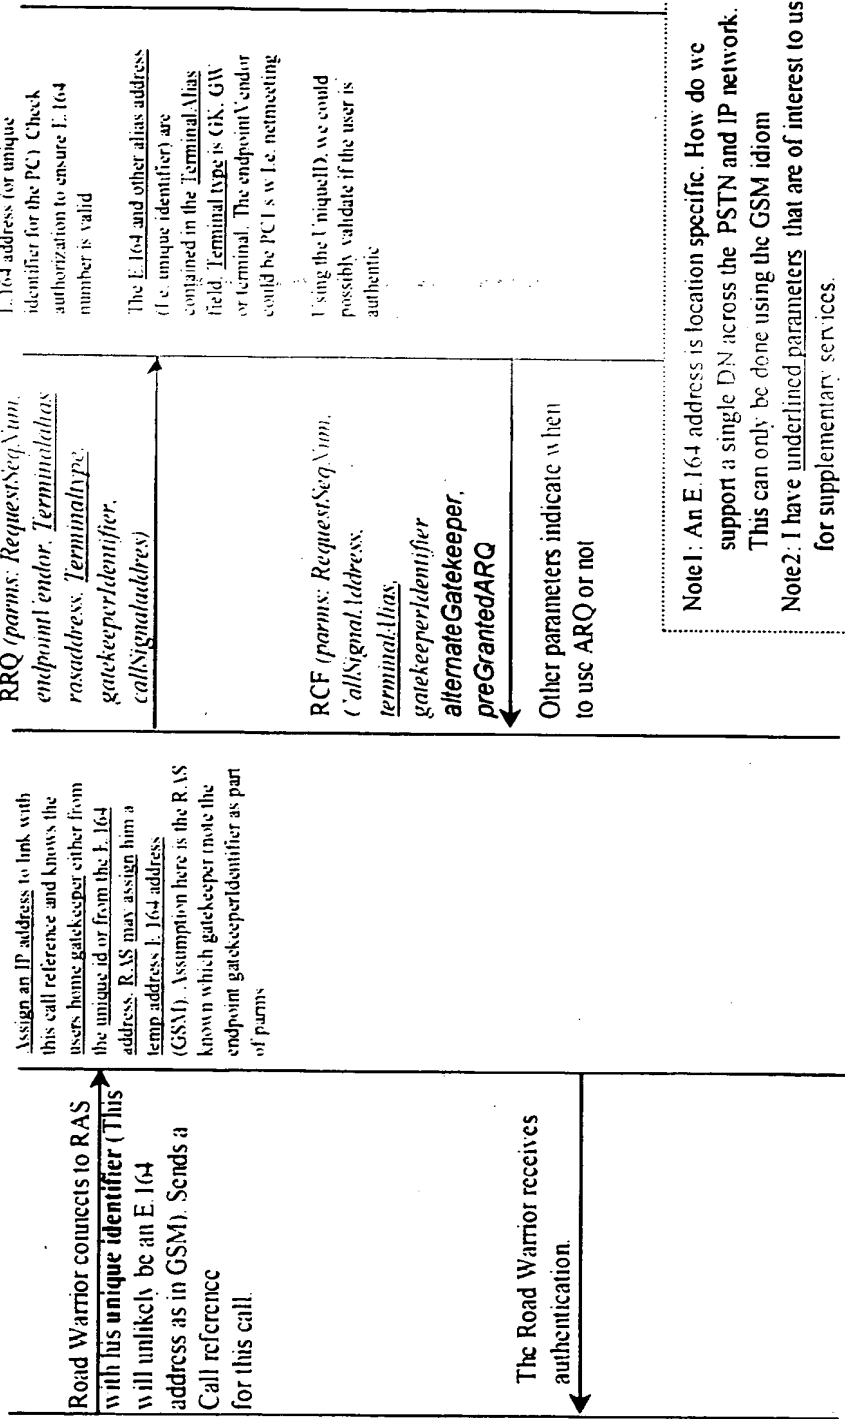 Road Warrior connects to RAS
with his unique identifier (This
will unlikely be an E.164
address as in GSM). Sends a
Call reference
for this call.
The Road Warrior receives
authentication.
Assign an IP address to link with
this call reference and knows the
users home gatekeeper either from
the unique id or from the E.164
address. RAS may assign him a
temp address E.164 address
(GSM). Assumption here is the RAS
known which gatekeeper (note the
endpoint gatekeeperIdentifier as part
of parms
RRQ (parms: RequestSeqNum,
endpointVendor, Terminalalias
rasaddress, Terminaltype,
gatekeeperIdentifier,
callSignaladdres)
RCF (parms: RequestSeqNum,
CallSignalAddress,
terminalAlias,
gatekeeperIdentifier
alternateGatekeeper,
preGrantedARQ
Other parameters indicate when
to use ARQ or not
E.164 address for unique
identifier for the PC). Check
authorization to ensure E.164
number is valid
The E.164 and other alias address
(I.e. unique identifier) are
contained in the TerminalAlias
field. Terminal type is GK, GW
or terminal. The endpointVendor
could be PC I s w I.e. netmeeting
Using the UniqueID, we could
possibly validate if the user is
authentic
Note1: An E.164 address is location specific. How do we
support a single DN across the PSTN and IP network.
This can only be done using the GSM idiom
Note2: I have underlined parameters that are of interest to us
for supplementary services.